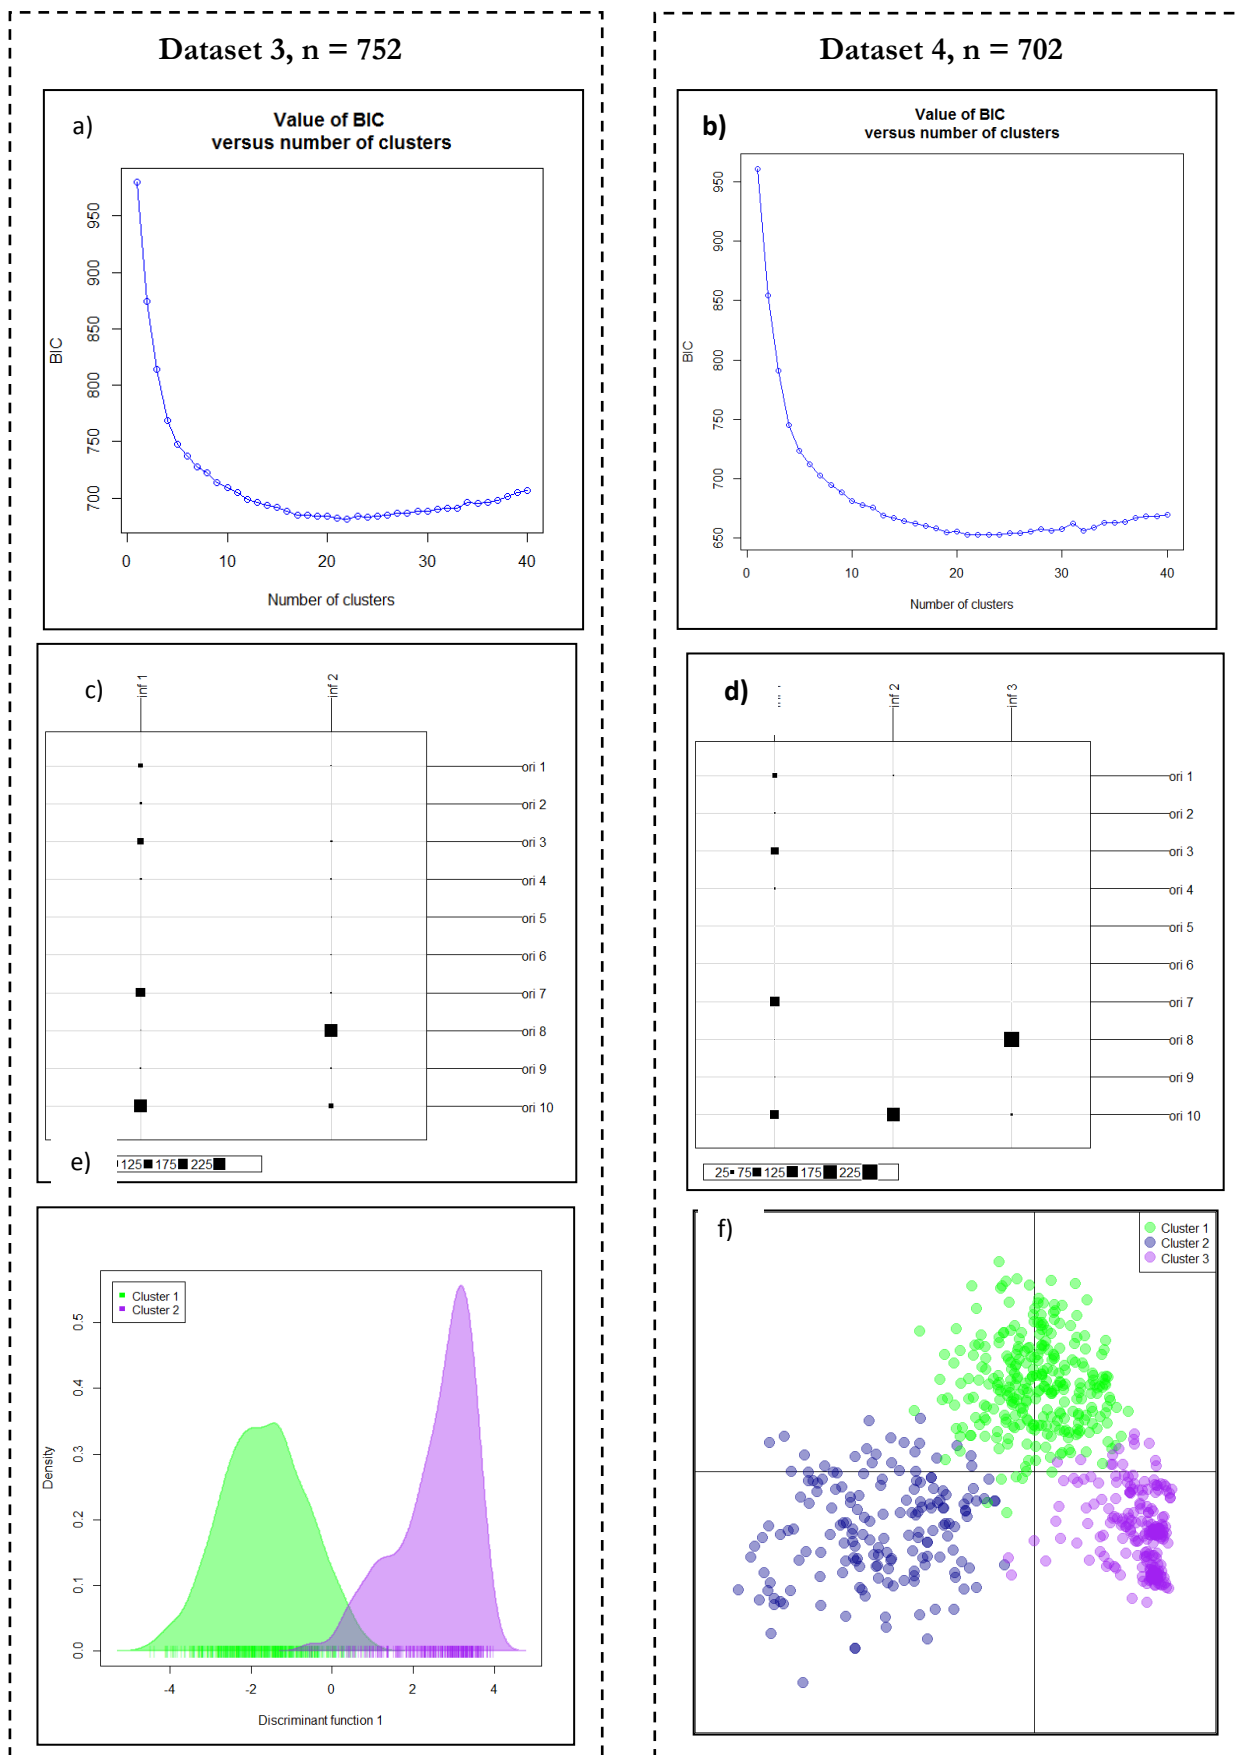 Dataset 3, n = 752
a)
Value of BIC
versus number of clusters
BIC
950
900
850
800
750
700
0 10 20 30 40
Number of clusters
c)
inf 1
inf 2
ori 1
ori 2
ori 3
ori 4
ori 5
ori 6
ori 7
ori 8
ori 9
ori 10
e)
125 175 225
Cluster 1
Cluster 2
Density
0.5
0.4
0.3
0.2
0.1
0.0
-4 -2 0 2 4
Discriminant function 1
Dataset 4, n = 702
b)
Value of BIC
versus number of clusters
BIC
950
900
850
800
750
700
650
0 10 20 30 40
Number of clusters
d)
inf 2
inf 3
ori 1
ori 2
ori 3
ori 4
ori 5
ori 6
ori 7
ori 8
ori 9
ori 10
25 75 125 175 225
f)
Cluster 1
Cluster 2
Cluster 3